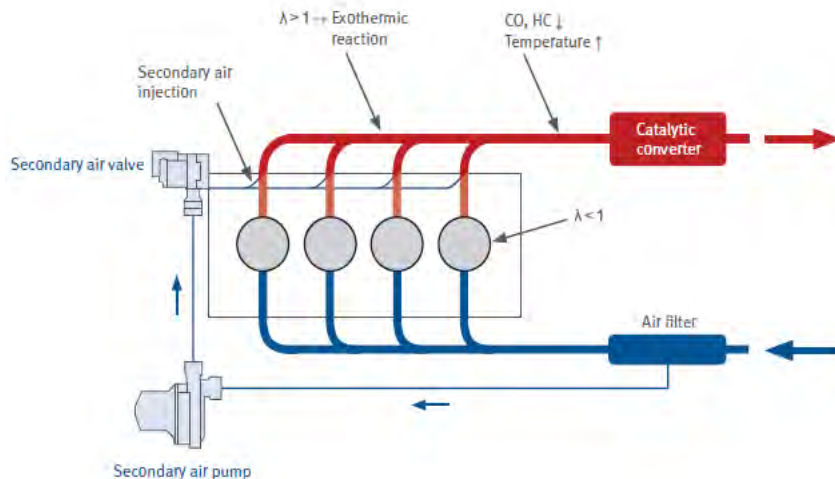 λ > 1 → Exothermic
reaction
CO, HC ↓
Temperature ↑
Secondary air
injection
Catalytic
converter
Secondary air valve
λ < 1
Air filter
Secondary air pump